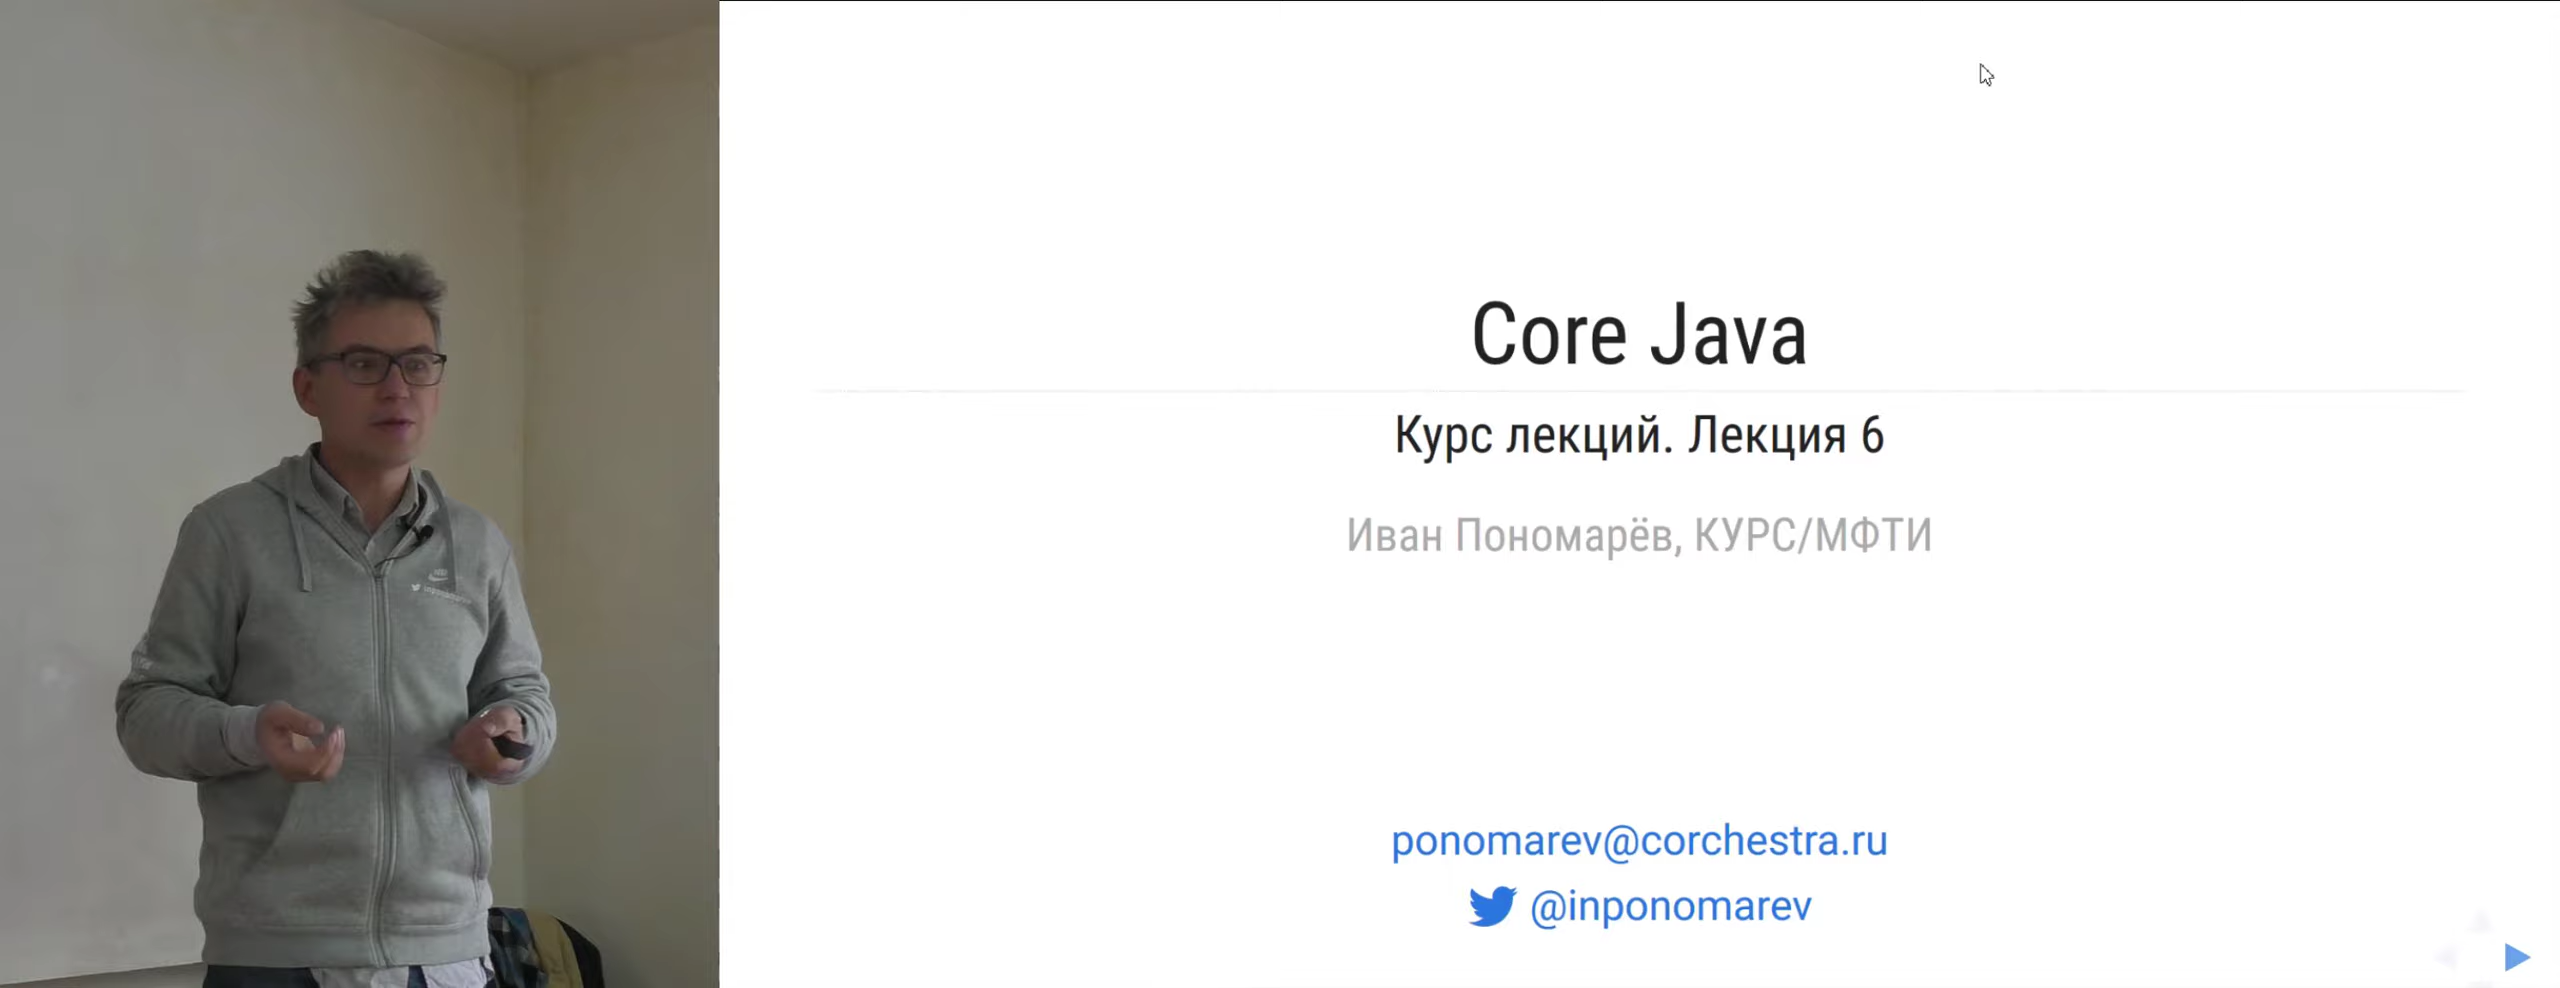 Core Java
Курс лекций. Лекция 6
Иван Пономарёв, КУРС/МФТИ
ponomarev@corchestra.ru
@inponomarev